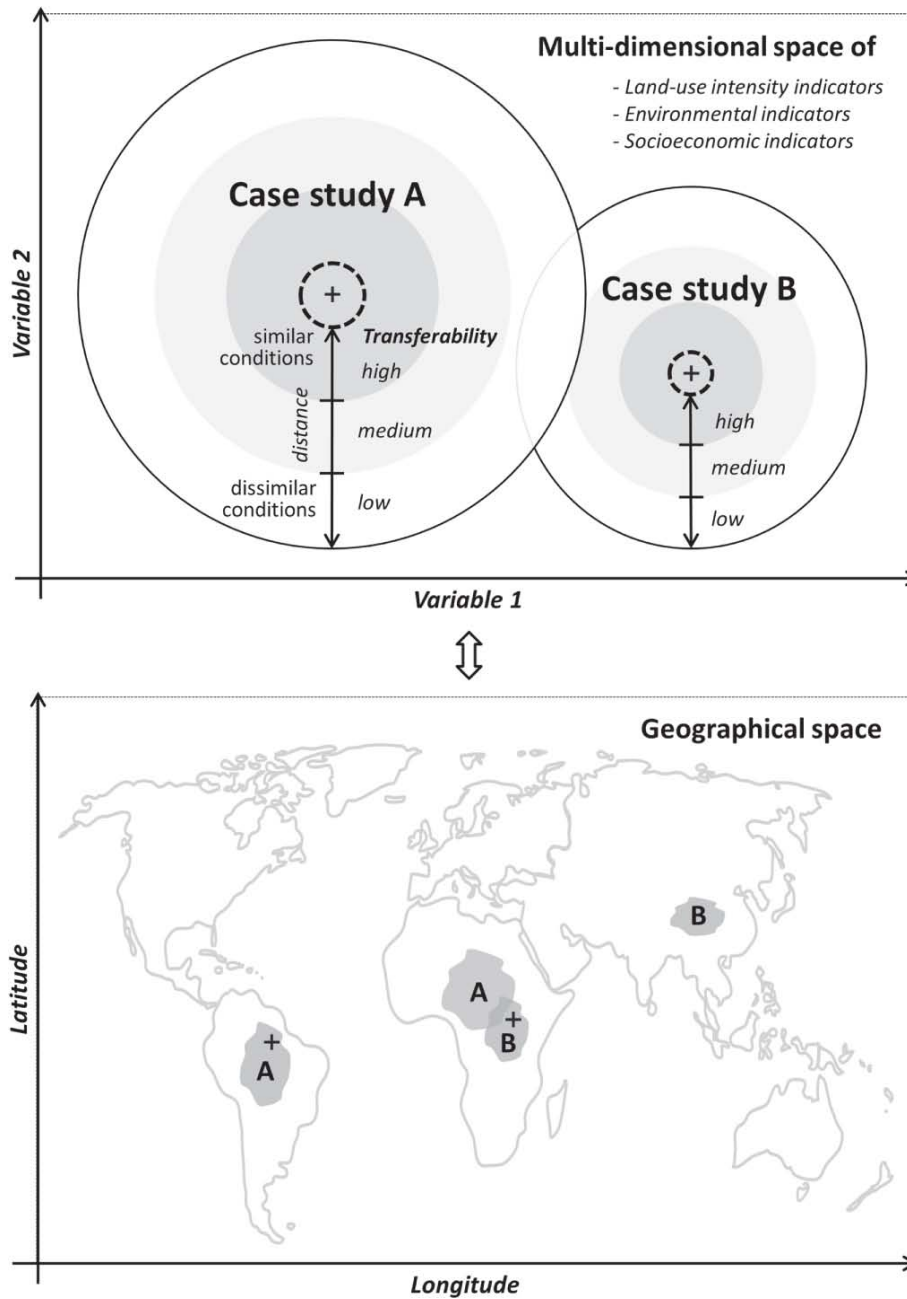 Multi-dimensional space of
- Land-use intensity indicators
- Environmental indicators
- Socioeconomic indicators
Case study A
Case study B
+
+
similar
conditions
Transferability
high
distance
medium
dissimilar
conditions
low
high
medium
low
Variable 2
Variable 1
Geographical space
B
A
+
B
+
A
Latitude
Longitude